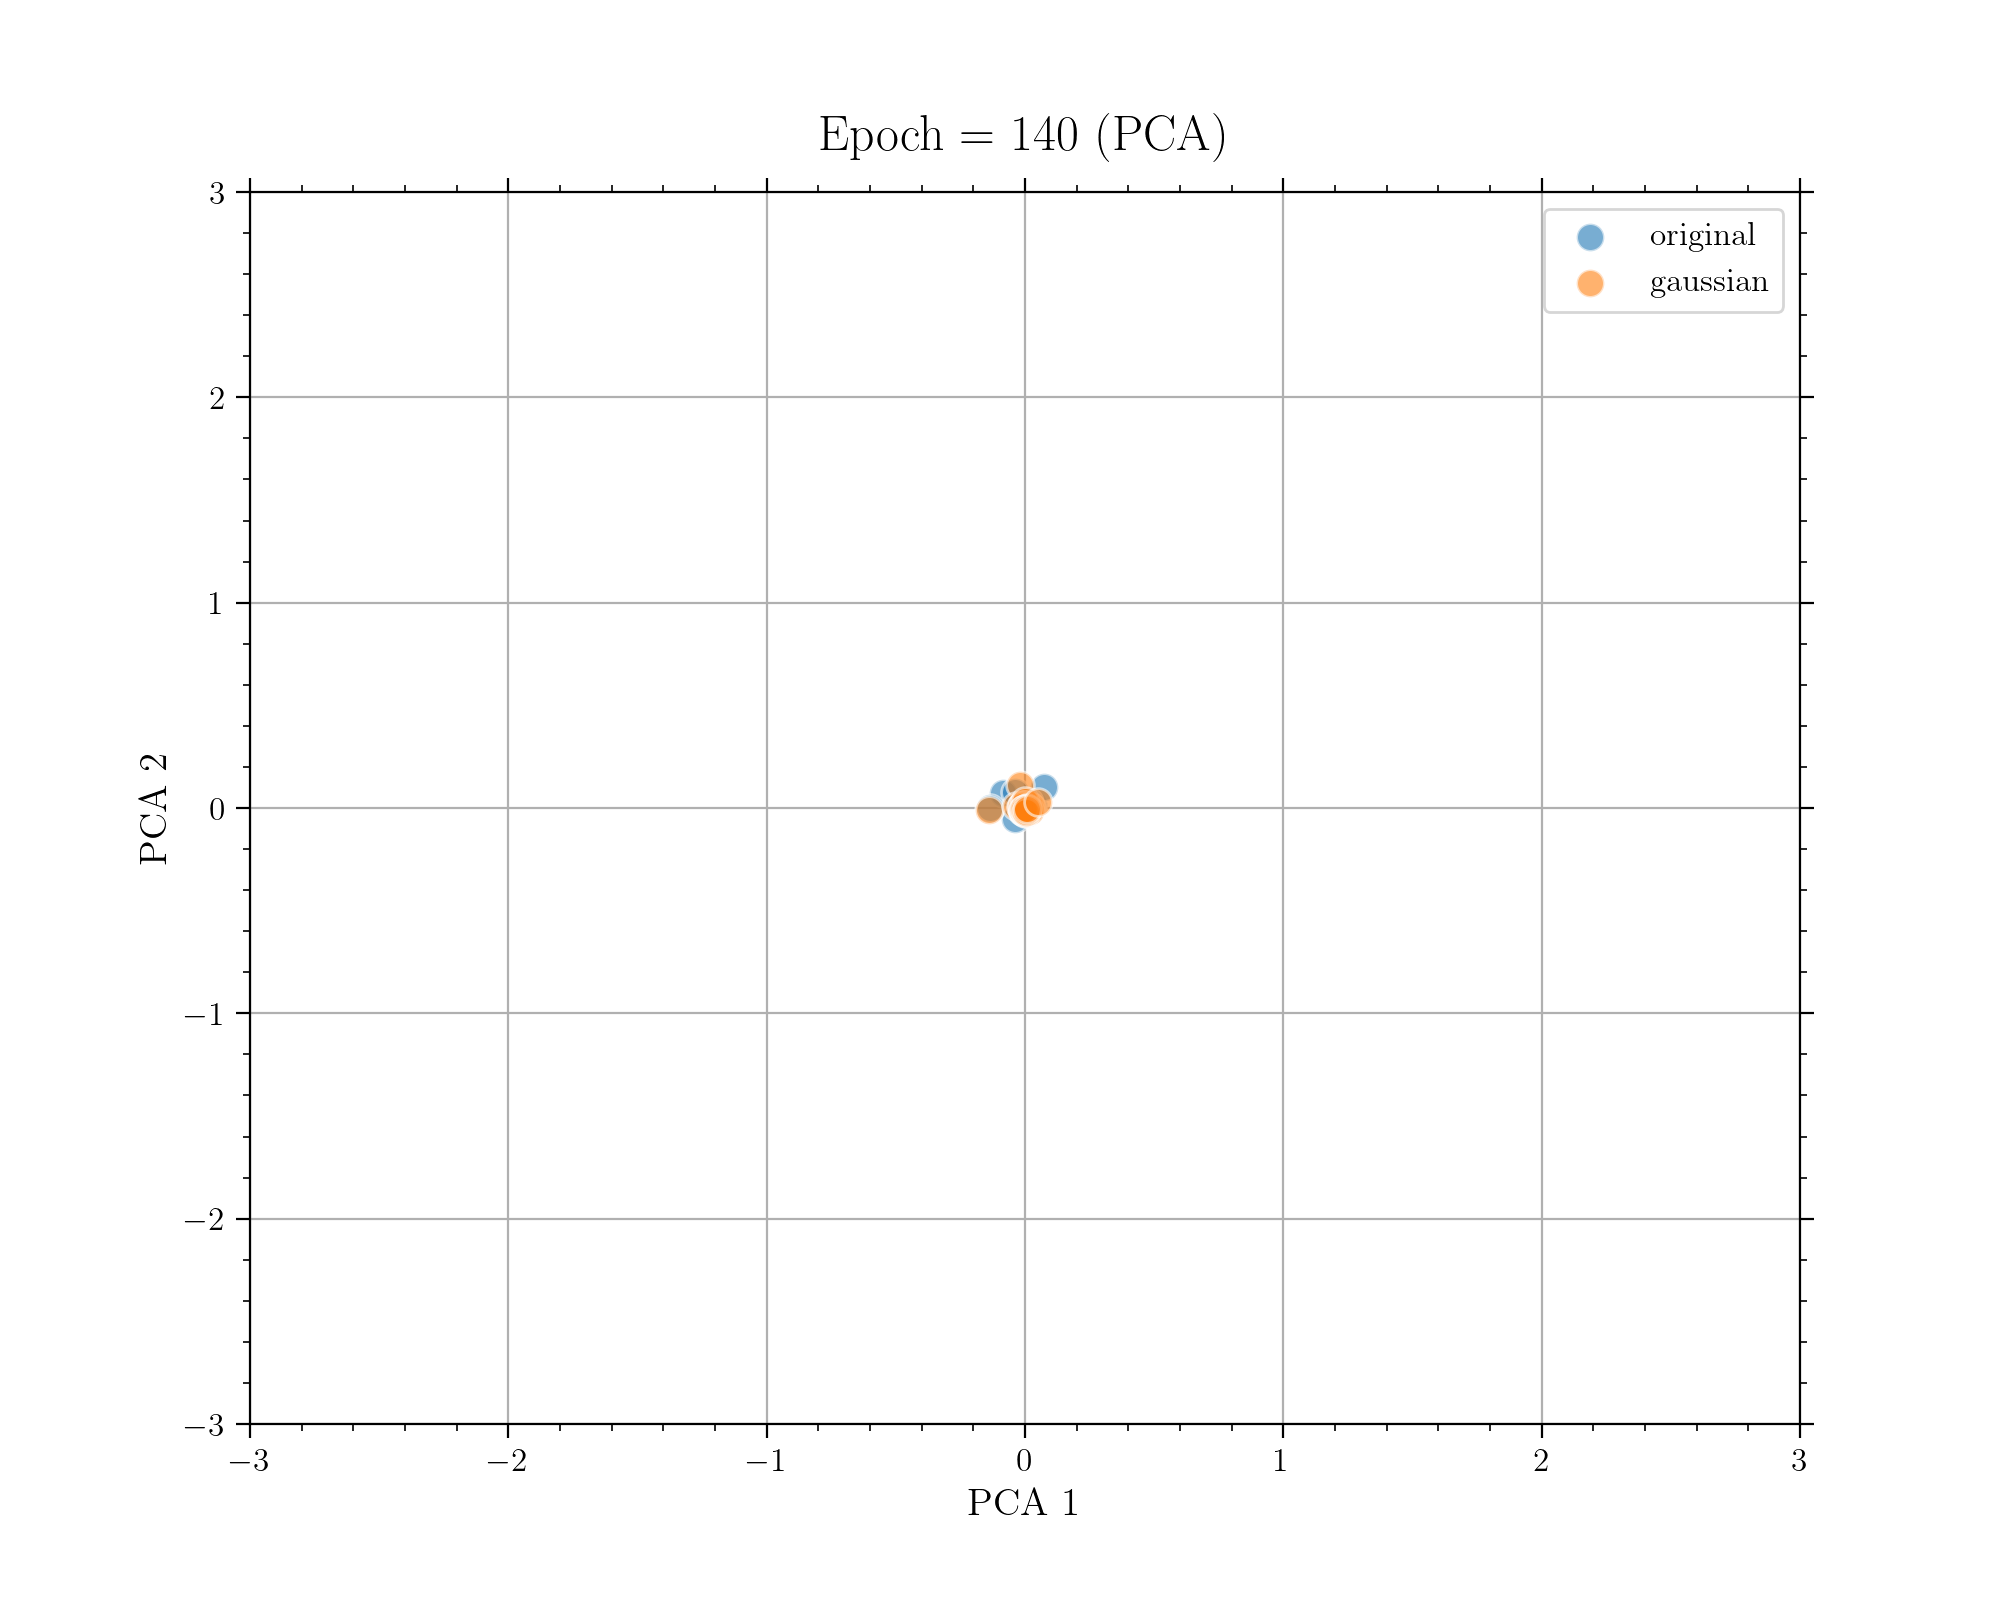 Epoch = 140 (PCA)
original
gaussian
3
2
1
0
−1
−2
−3
PCA 2
−3 −2 −1 0 1 2 3
PCA 1